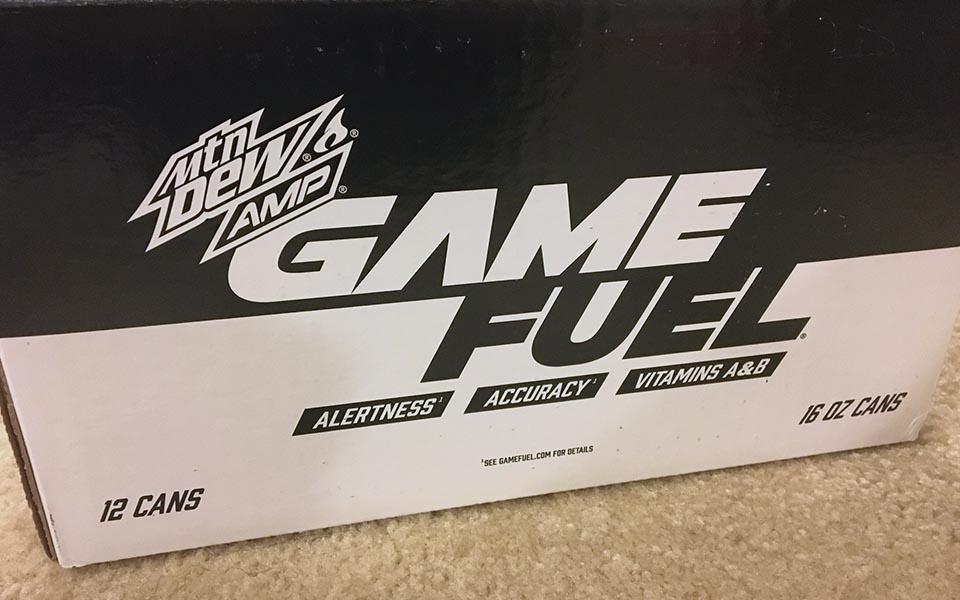 mtn
DEW®
AMP®
GAME
FUEL®
ALERTNESS¹ ACCURACY¹ VITAMINS A&B
16 OZ CANS
¹SEE GAMEFUEL.COM FOR DETAILS
12 CANS